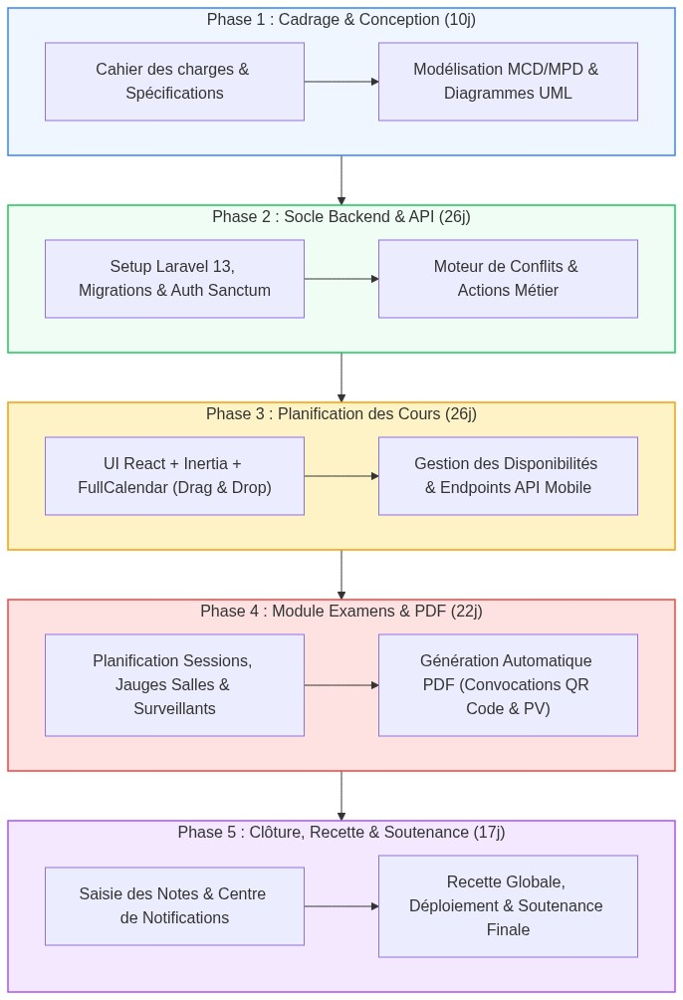 Phase 1 : Cadrage & Conception (10j)
Cahier des charges &
Spécifications
Modélisation MCD/MPD &
Diagrammes UML
Phase 2 : Socle Backend & API (26j)
Setup Laravel 13,
Migrations & Auth Sanctum
Moteur de Conflits &
Actions Métier
Phase 3 : Planification des Cours (26j)
UI React + Inertia +
FullCalendar (Drag & Drop)
Gestion des Disponibilités
& Endpoints API Mobile
Phase 4 : Module Examens & PDF (22j)
Planification Sessions,
Jauges Salles &
Surveillants
Génération Automatique
PDF (Convocations QR
Code & PV)
Phase 5 : Clôture, Recette & Soutenance (17j)
Saisie des Notes & Centre
de Notifications
Recette Globale,
Déploiement & Soutenance
Finale